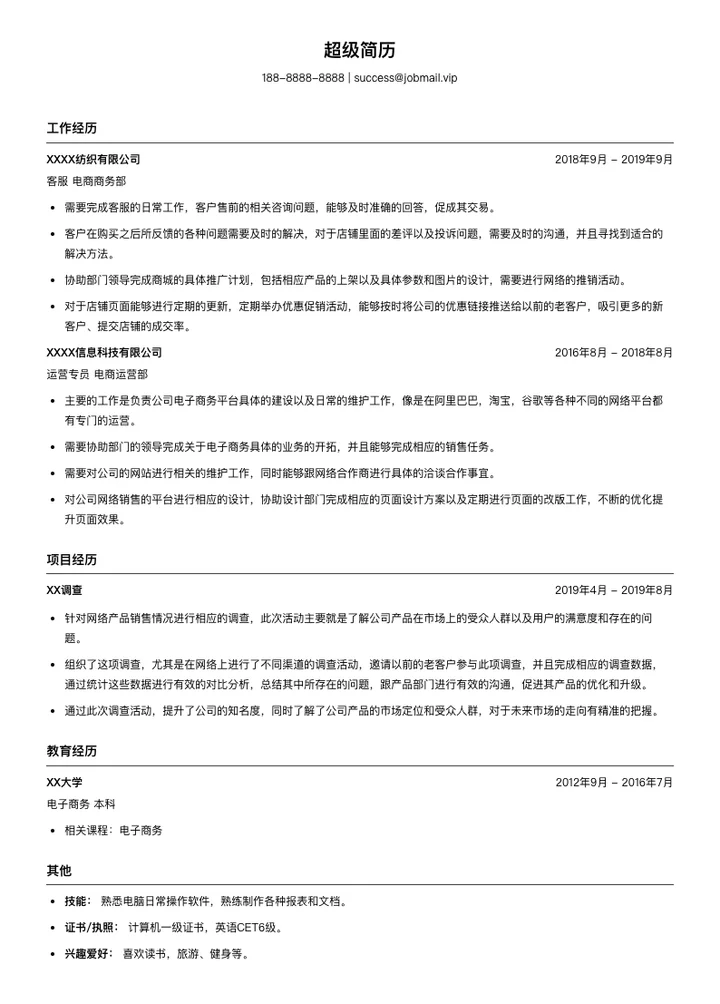 超级简历
188-8888-8888 | success@jobmail.vip
工作经历
XXXX纺织有限公司 2018年9月 – 2019年9月
客服 电商商务部
• 需要完成客服的日常工作，客户售前的相关咨询问题，能够及时准确的回答，促成其交易。
• 客户在购买之后所反馈的各种问题需要及时的解决，对于店铺里面的差评以及投诉问题，需要及时的沟通，并且寻找到适合的
解决方法。
• 协助部门领导完成商城的具体推广计划，包括相应产品的上架以及具体参数和图片的设计，需要进行网络的推销活动。
• 对于店铺页面能够进行定期的更新，定期举办优惠促销活动，能够按时将公司的优惠链接推送给以前的老客户，吸引更多的新
客户、提交店铺的成交率。
XXXX信息科技有限公司 2016年8月 – 2018年8月
运营专员 电商运营部
• 主要的工作是负责公司电子商务平台具体的建设以及日常的维护工作，像是在阿里巴巴，淘宝，谷歌等各种不同的网络平台都
有专门的运营。
• 需要协助部门的领导完成关于电子商务具体的业务的开拓，并且能够完成相应的销售任务。
• 需要对公司的网站进行相关的维护工作，同时能够跟网络合作商进行具体的洽谈合作事宜。
• 对公司网络销售的平台进行相应的设计，协助设计部门完成相应的页面设计方案以及定期进行页面的改版工作，不断的优化提
升页面效果。
项目经历
XX调查 2019年4月 – 2019年8月
• 针对网络产品销售情况进行相应的调查，此次活动主要就是了解公司产品在市场上的受众人群以及用户的满意度和存在的问
题。
• 组织了这项调查，尤其是在网络上进行了不同渠道的调查活动，邀请以前的老客户参与此项调查，并且完成相应的调查数据，
通过统计这些数据进行有效的对比分析，总结其中所存在的问题，跟产品部门进行有效的沟通，促进其产品的优化和升级。
• 通过此次调查活动，提升了公司的知名度，同时了解了公司产品的市场定位和受众人群，对于未来市场的走向有精准的把握。
教育经历
XX大学 2012年9月 – 2016年7月
电子商务 本科
• 相关课程：电子商务
其他
• 技能： 熟悉电脑日常操作软件，熟练制作各种报表和文档。
• 证书/执照： 计算机一级证书，英语CET6级。
• 兴趣爱好： 喜欢读书，旅游、健身等。